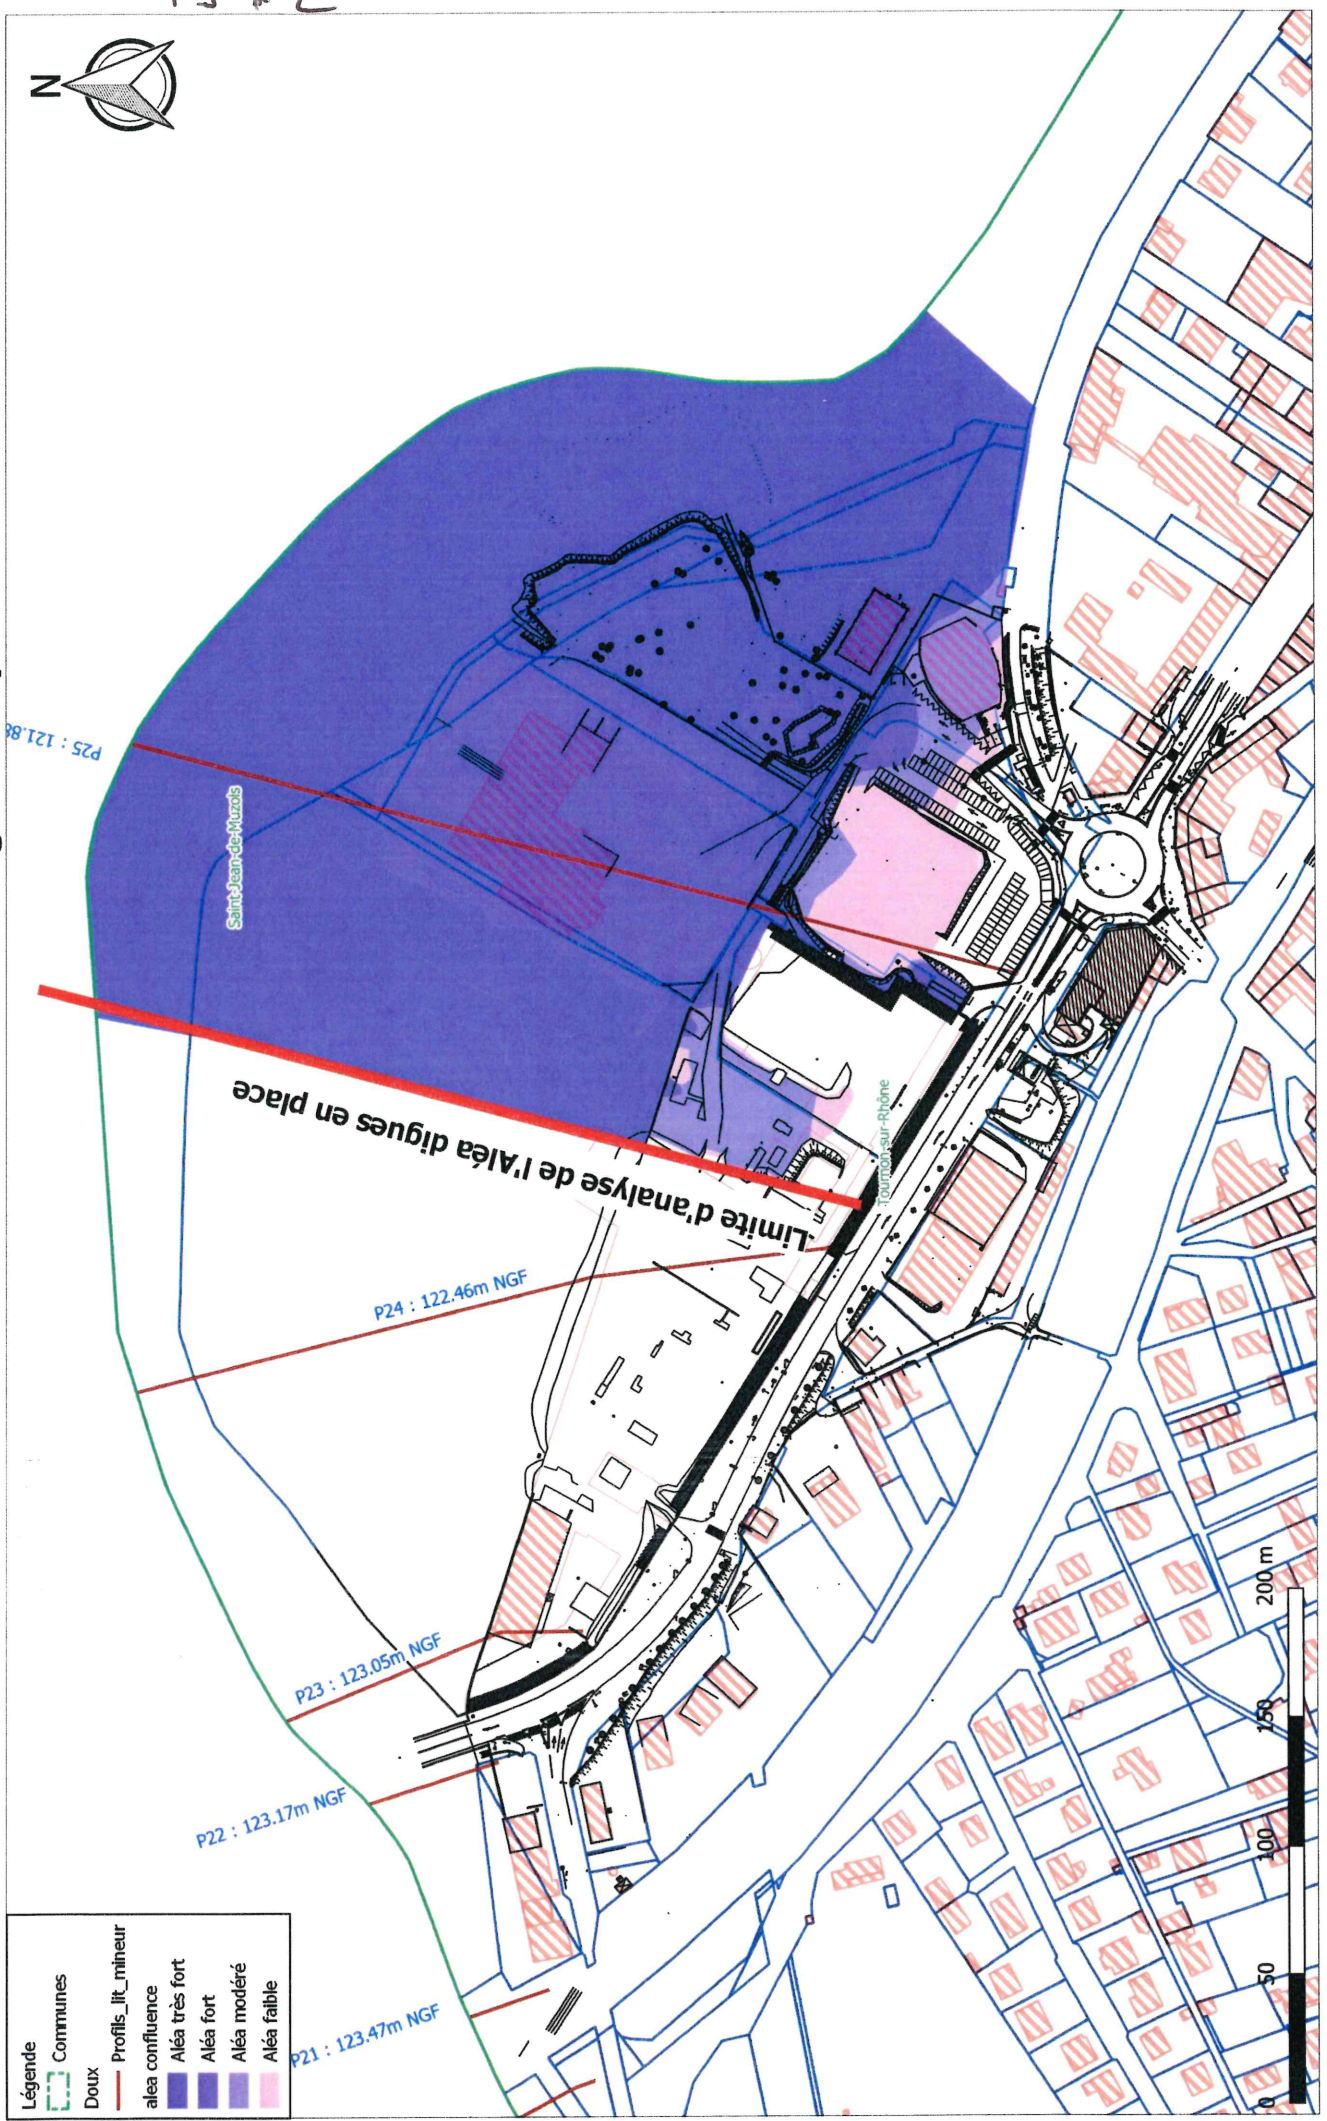 N
P25 : 121.88
Saint-Jean-de-Muzols
Limite d'analyse de l'Aléa digues en place
Tournon-sur-Rhône
P24 : 122.46m NGF
P23 : 123.05m NGF
P22 : 123.17m NGF
P21 : 123.47m NGF
Légende
Communes
Doux
Profils_lit_mineur
alea confluence
Aléa très fort
Aléa fort
Aléa modéré
Aléa faible
0 50 100 150 200 m